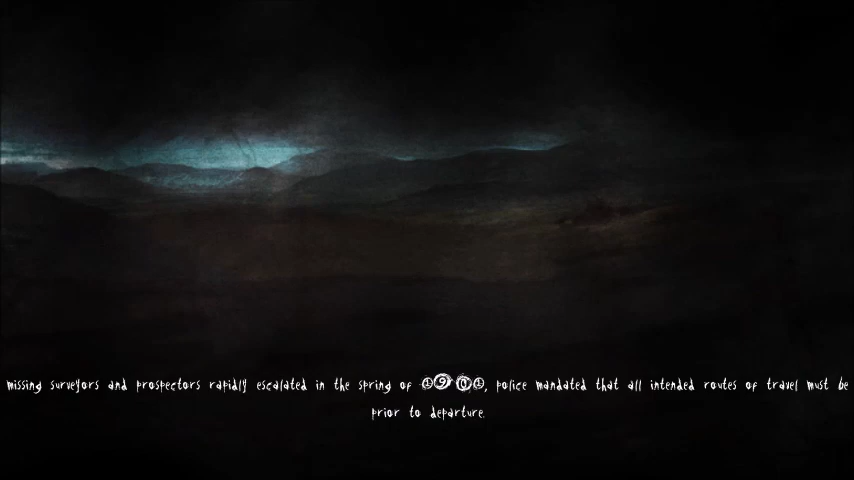 missing surveyors and prospectors rapidly escalated in the spring of 1901, police mandated that all intended routes of travel must be
prior to departure.